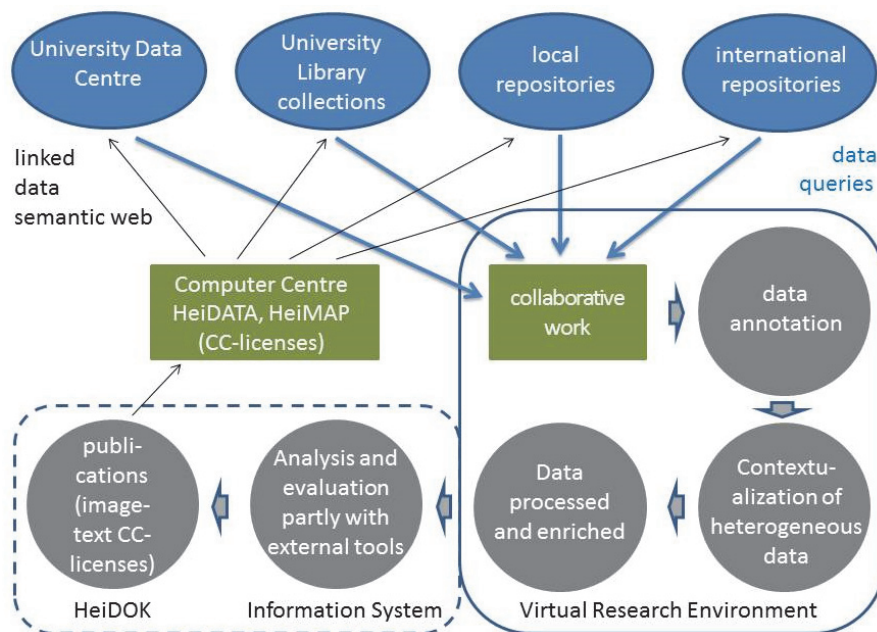 University Data
Centre
University
Library
collections
local
repositories
international
repositories
linked
data
semantic web
data
queries
Computer Centre
HeiDATA, HeiMAP
(CC-licenses)
collaborative
work
data
annotation
publi-
cations
(image-
text CC-
licenses)
Analysis and
evaluation
partly with
external tools
Data
processed
and enriched
Contextu-
alization of
heterogeneous
data
HeiDOK
Information System
Virtual Research Environment